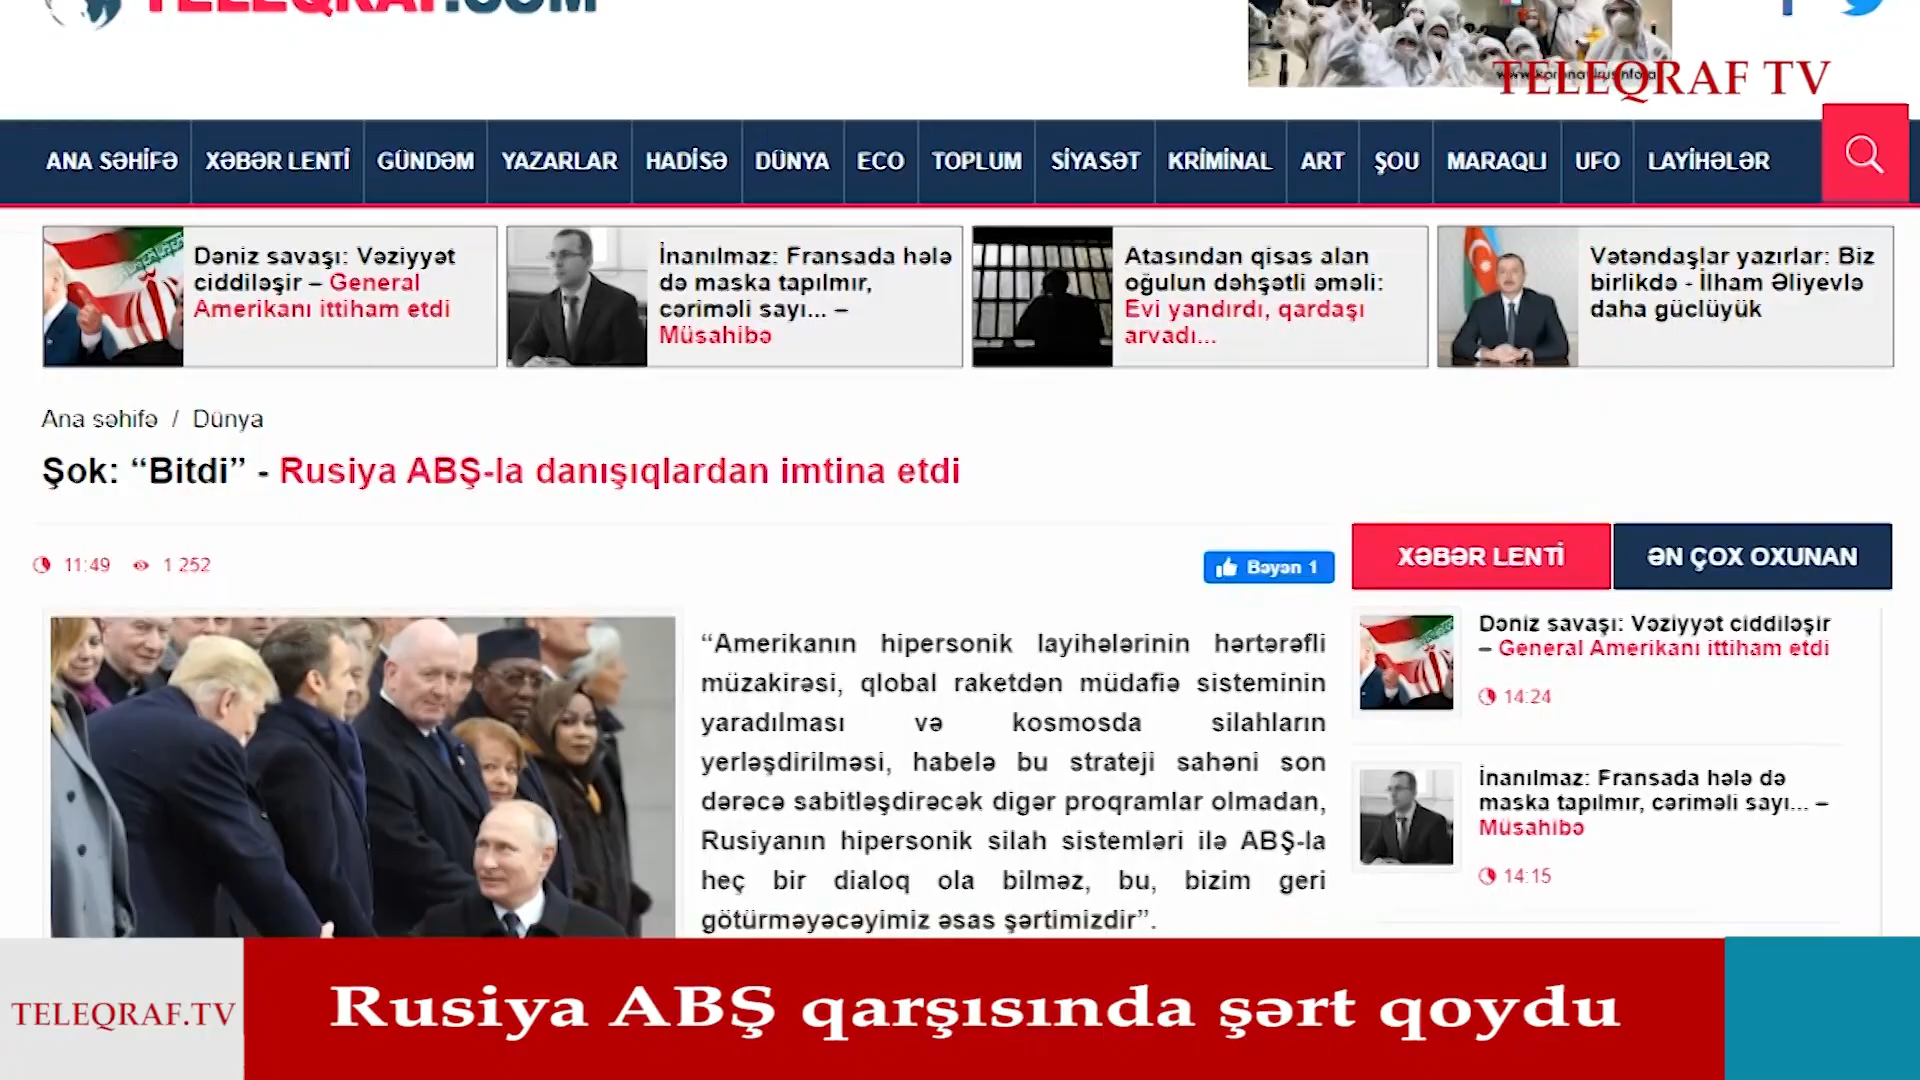 TELEQRAF.COM
TELEQRAF TV
ANA SƏHİFƏ
XƏBƏR LENTİ
GÜNDƏM
YAZARLAR
HADİSƏ
DÜNYA
ECO
TOPLUM
SİYASƏT
KRİMİNAL
ART
ŞOU
MARAQLI
UFO
LAYİHƏLƏR
Dəniz savaşı: Vəziyyət
ciddiləşir – General
Amerikanı ittiham etdi
İnanılmaz: Fransada hələ
də maska tapılmır,
cəriməli sayı... –
Müsahibə
Atasından qisas alan
oğulun dəhşətli əməli:
Evi yandırdı, qardaşı
arvadı...
Vətəndaşlar yazırlar: Biz
birlikdə - İlham Əliyevlə
daha güclüyük
Ana səhifə / Dünya
Şok: “Bitdi” - Rusiya ABŞ-la danışıqlardan imtina etdi
11:49 1 252
Bəyən 1
XƏBƏR LENTİ
ƏN ÇOX OXUNAN
“Amerikanın hipersonik layihələrinin hərtərəfli
müzakirəsi, qlobal raketdən müdafiə sisteminin
yaradılması və kosmosda silahların
yerləşdirilməsi, habelə bu strateji sahəni son
dərəcə sabitləşdirəcək digər proqramlar olmadan,
Rusiyanın hipersonik silah sistemləri ilə ABŞ-la
heç bir dialoq ola bilməz, bu, bizim geri
götürməyəcəyimiz əsas şərtimizdir”.
Dəniz savaşı: Vəziyyət ciddiləşir
– General Amerikanı ittiham etdi
14:24
İnanılmaz: Fransada hələ də
maska tapılmır, cəriməli sayı... –
Müsahibə
14:15
TELEQRAF.TV
Rusiya ABŞ qarşısında şərt qoydu